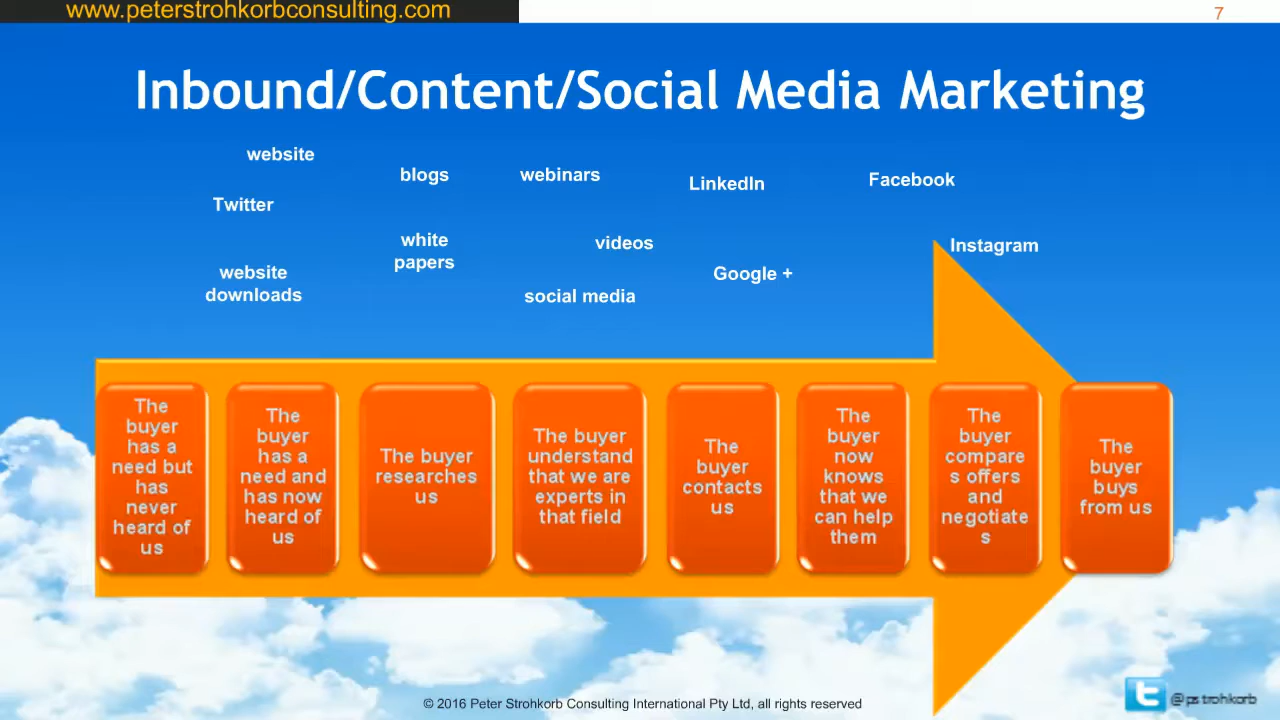 www.peterstrohkorbconsulting.com
7
Inbound/Content/Social Media Marketing
website
blogs
webinars
LinkedIn
Facebook
Twitter
white
papers
videos
Instagram
website
downloads
social media
Google +
The
buyer
has a
need but
has
never
heard of
us
The
buyer
has a
need and
has now
heard of
us
The buyer
researches
us
The buyer
understand
that we are
experts in
that field
The
buyer
contacts
us
The
buyer
now
knows
that we
can help
them
The
buyer
compare
s offers
and
negotiate
s
The
buyer
buys
from us
© 2016 Peter Strohkorb Consulting International Pty Ltd, all rights reserved
@pstrohkorb